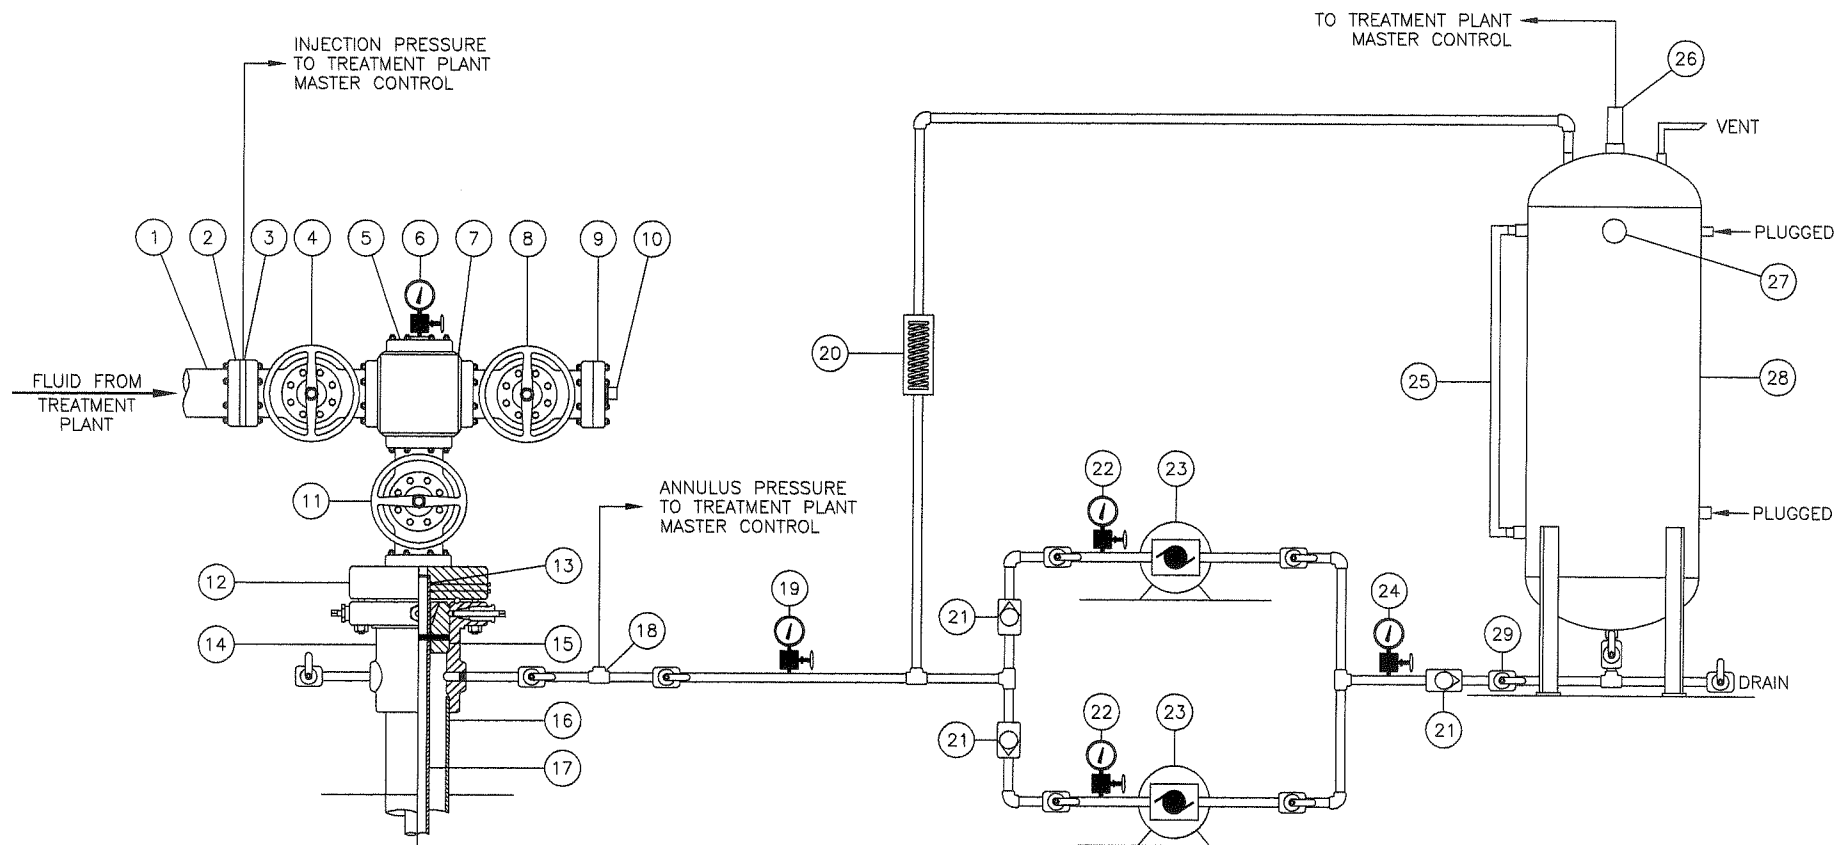 TO TREATMENT PLANT
MASTER CONTROL
INJECTION PRESSURE
TO TREATMENT PLANT
MASTER CONTROL
26
VENT
1
2
3
4
5
6
7
8
9
10
PLUGGED
27
20
25
28
FLUID FROM
TREATMENT
PLANT
11
ANNULUS PRESSURE
TO TREATMENT PLANT
MASTER CONTROL
22
23
PLUGGED
12
13
19
24
21
14
15
18
29
DRAIN
16
21
22
23
21
17